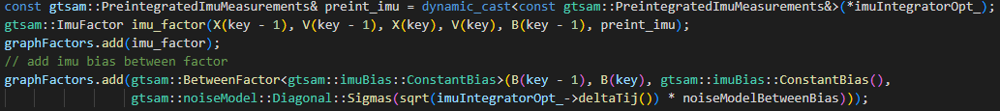 const gtsam::PreintegratedImuMeasurements& preint_imu = dynamic_cast<const gtsam::PreintegratedImuMeasurements&>(*imuIntegratorOpt_);
gtsam::ImuFactor imu_factor(X(key - 1), V(key - 1), X(key), V(key), B(key - 1), preint_imu);
graphFactors.add(imu_factor);
// add imu bias between factor
graphFactors.add(gtsam::BetweenFactor<gtsam::imuBias::ConstantBias>(B(key - 1), B(key), gtsam::imuBias::ConstantBias(),
gtsam::noiseModel::Diagonal::Sigmas(sqrt(imuIntegratorOpt_->deltaTij()) * noiseModelBetweenBias)));